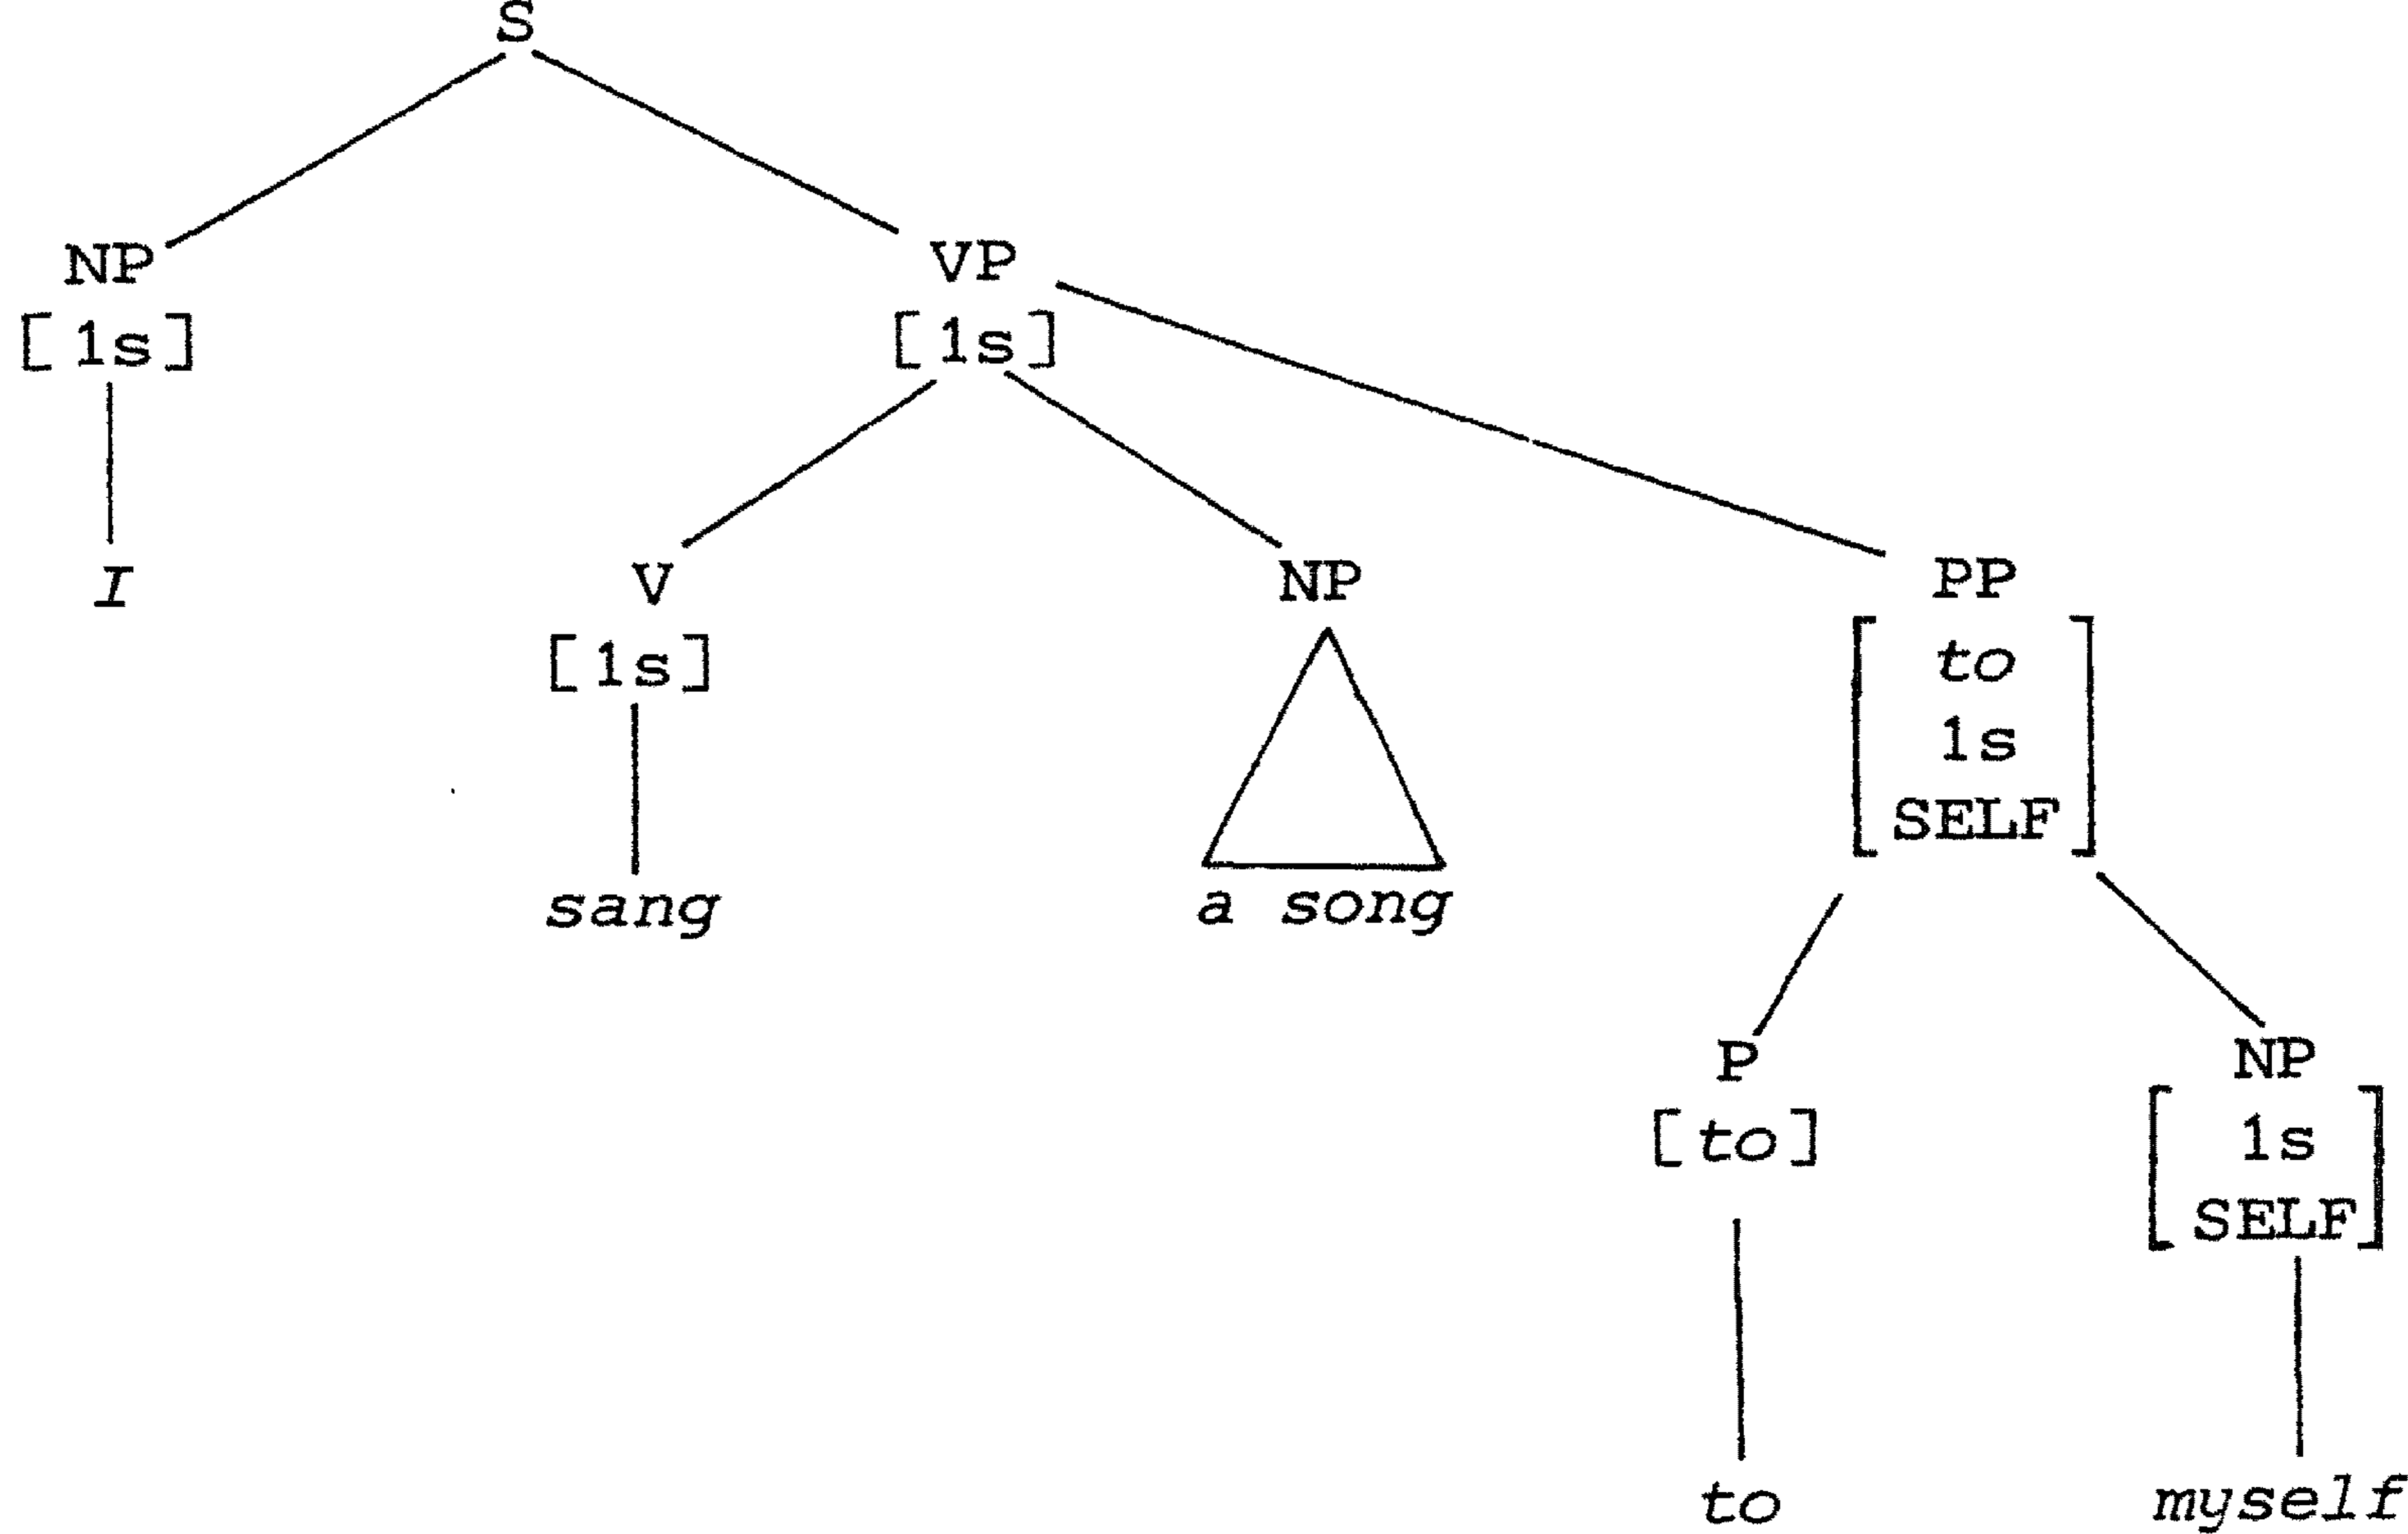 S
NP VP
[1s] [1s]
I V NP PP
[1s] [to
1s
SELF]
sang a song
P NP
[to] [1s
SELF]
to myself